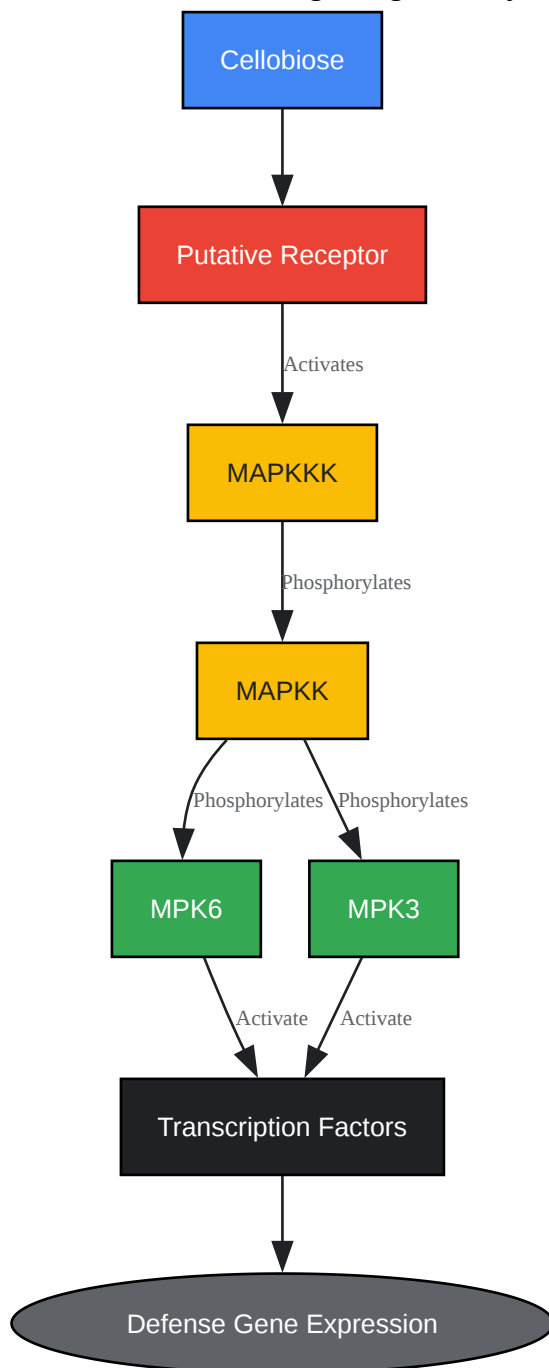 Cellobiose
Putative Receptor
Activates
MAPKKK
Phosphorylates
MAPKK
Phosphorylates Phosphorylates
MPK6 MPK3
Activate Activate
Transcription Factors
Defense Gene Expression